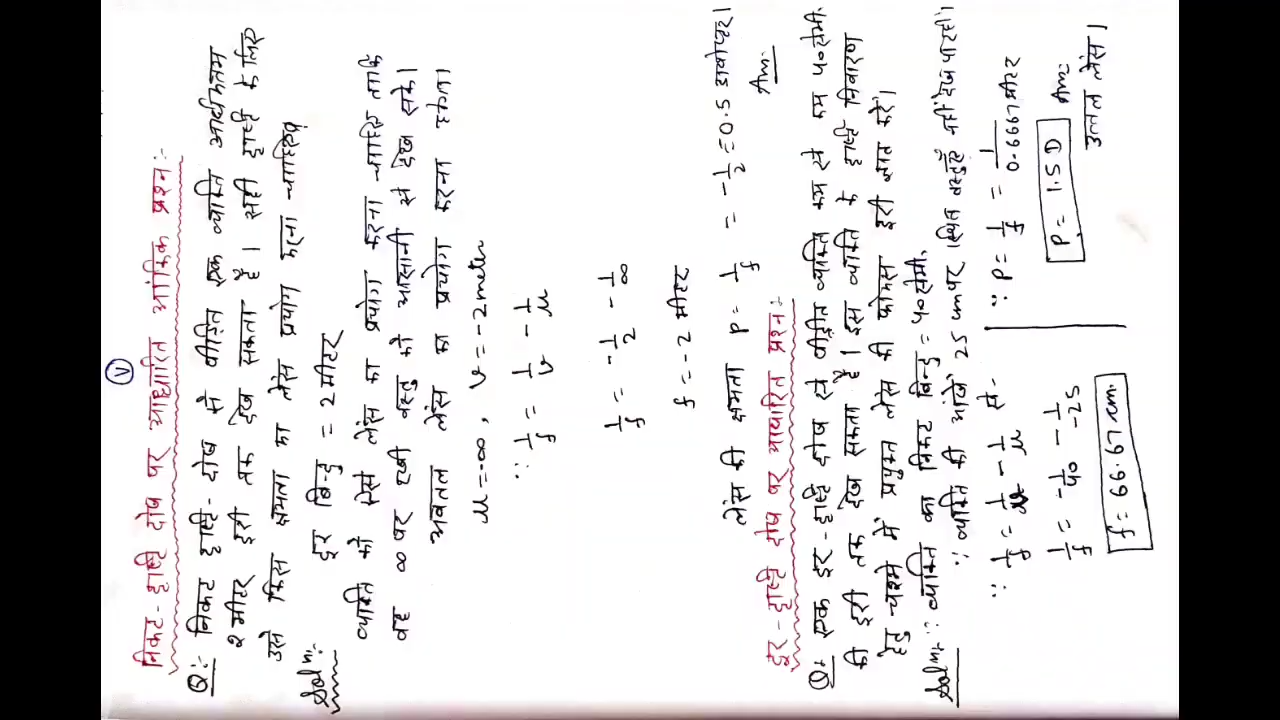 (V)
निकट-दृष्टि दोष पर आधारित आंकिक प्रश्न:-
Q:- निकट दृष्टि-दोष से पीड़ित एक व्यक्ति अधिकतम
2 मीटर दूरी तक देख सकता है। सही दृष्टि के लिए
उसे किस क्षमता का लेंस प्रयोग करना चाहिए
Solⁿ:- दूर बिन्दु = 2 मीटर
व्यक्ति को ऐसे लेंस का प्रयोग करना चाहिए ताकि
वह ∞ पर रखी वस्तु को आसानी से देख सके।
अवतल लेंस का प्रयोग करना होगा।
u = -∞, v = -2 meter
∴ 1/f = 1/v - 1/u
1/f = -1/2 - 1/∞
f = -2 मीटर
लेंस की क्षमता P = 1/f = -1/2 = 0.5 डायोप्टर।
Ans
दूर-दृष्टि दोष पर आधारित प्रश्न:-
Q. एक दूर-दृष्टि दोष से पीड़ित व्यक्ति कम से कम 40 सेमी.
की दूरी तक देख सकता है। इस व्यक्ति के दृष्टि निवारण
हेतु चश्मे में प्रयुक्त लेंस की फोकस दूरी ज्ञात करें।
Solⁿ:- ∵ व्यक्ति का निकट बिन्दु = 40 सेमी.
∵ व्यक्ति की आंखें 25 cm पर स्थित वस्तुएँ नहीं देख पा रही।
∵ 1/f = 1/v - 1/u से-
1/f = -1/40 - 1/-25
f = 66.67 cm.
∵ P = 1/f = 1/0.6667 मीटर
P = 1.5 D Ans
उत्तल लेंस।